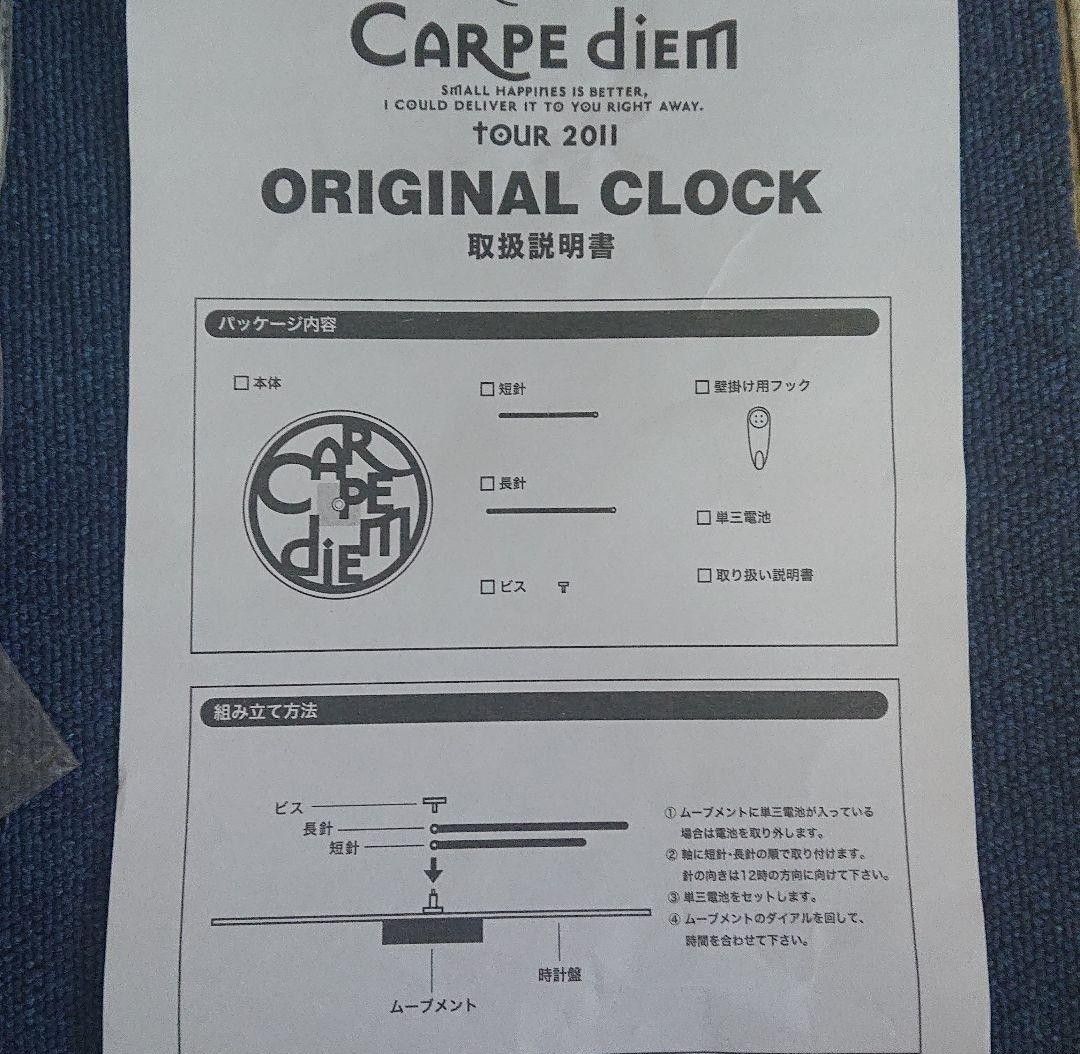 CARPE diEM
SMALL HAPPINES IS BETTER,
I COULD DELIVER IT TO YOU RIGHT AWAY.
TOUR 2011
ORIGINAL CLOCK
取扱説明書
パッケージ内容
□ 本体
CARPE diEM
□ 短針
□ 長針
□ ビス
□ 壁掛け用フック
□ 単三電池
□ 取り扱い説明書
組み立て方法
ビス
長針
短針
時計盤
ムーブメント
① ムーブメントに単三電池が入っている
場合は電池を取り外します。
② 軸に短針・長針の順で取り付けます。
針の向きは12時の方向に向けて下さい。
③ 単三電池をセットします。
④ ムーブメントのダイアルを回して、
時間を合わせて下さい。